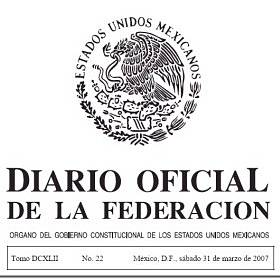 ESTADOS UNIDOS MEXICANOS
DIARIO OFICIAL
DE LA FEDERACION
ORGANO DEL GOBIERNO CONSTITUCIONAL DE LOS ESTADOS UNIDOS MEXICANOS
Tomo DCXLII No. 22 México, D.F., sábado 31 de marzo de 2007